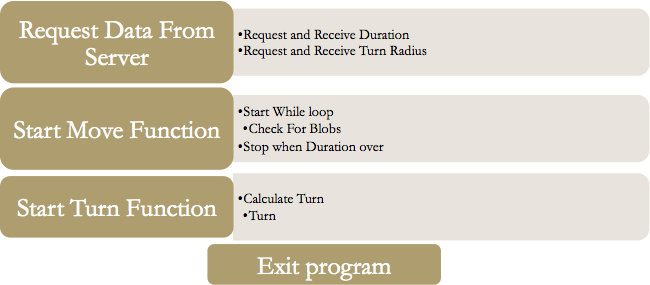 Request Data From
Server
•Request and Receive Duration
•Request and Receive Turn Radius
Start Move Function
•Start While loop
•Check For Blobs
•Stop when Duration over
Start Turn Function
•Calculate Turn
•Turn
Exit program